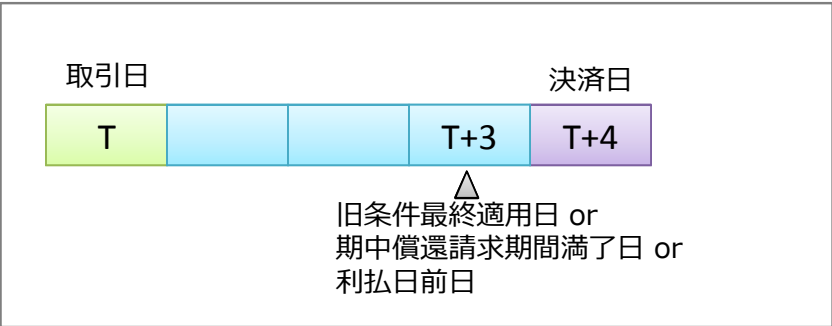 取引日
決済日
T
T+3
T+4
旧条件最終適用日 or
期中償還請求期間満了日 or
利払日前日